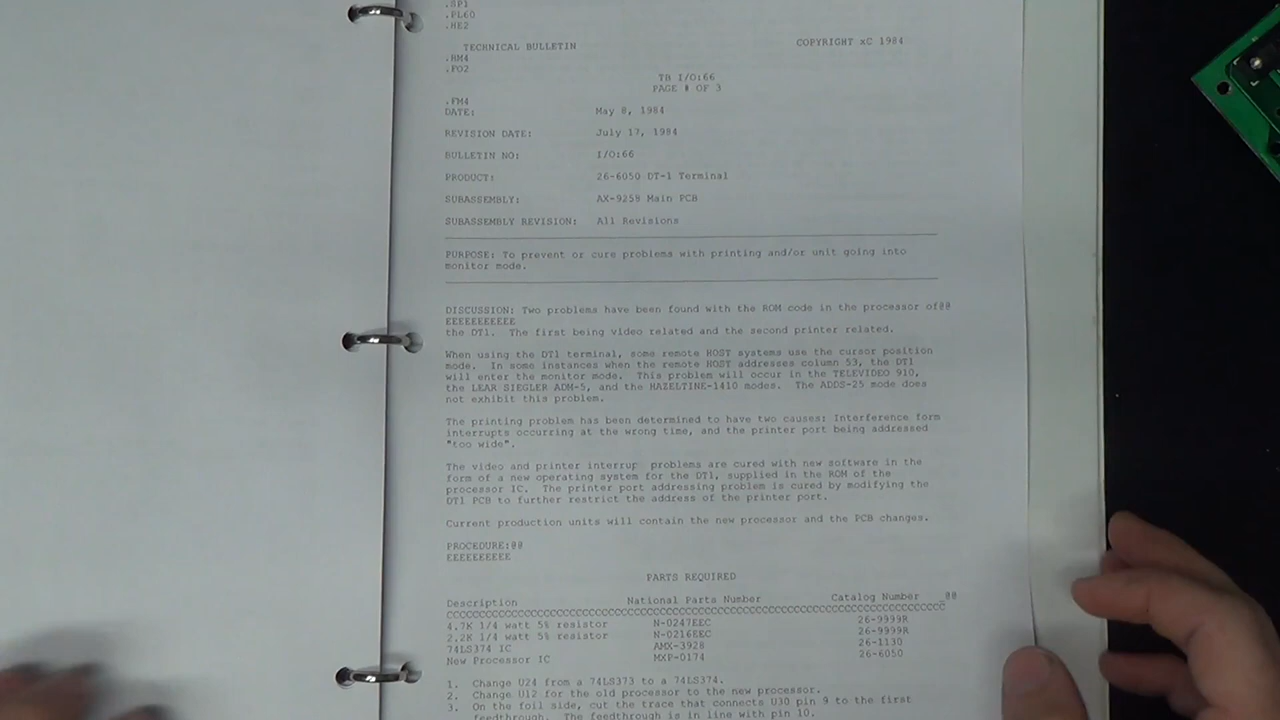 .SP1
.PL60
.HE2
TECHNICAL BULLETIN COPYRIGHT xC 1984
.RM4
.FO2
TB I/O:66
PAGE # OF 3
.FM4
DATE: May 8, 1984
REVISION DATE: July 17, 1984
BULLETIN NO: I/O:66
PRODUCT: 26-6050 DT-1 Terminal
SUBASSEMBLY: AX-9258 Main PCB
SUBASSEMBLY REVISION: All Revisions
PURPOSE: To prevent or cure problems with printing and/or unit going into
monitor mode.
DISCUSSION: Two problems have been found with the ROM code in the processor of@@
EEEEEEEEEE
the DT1. The first being video related and the second printer related.
When using the DT1 terminal, some remote HOST systems use the cursor position
mode. In some instances when the remote HOST addresses column 53, the DT1
will enter the monitor mode. This problem will occur in the TELEVIDEO 910,
the LEAR SIEGLER ADM-5, and the HAZELTINE-1410 modes. The ADDS-25 mode does
not exhibit this problem.
The printing problem has been determined to have two causes: Interference form
interrupts occurring at the wrong time, and the printer port being addressed
"too wide".
The video and printer interrup problems are cured with new software in the
form of a new operating system for the DT1, supplied in the ROM of the
processor IC. The printer port addressing problem is cured by modifying the
DT1 PCB to further restrict the address of the printer port.
Current production units will contain the new processor and the PCB changes.
PROCEDURE:@@
EEEEEEEEEE
PARTS REQUIRED
Description National Parts Number Catalog Number _@@
4.7K 1/4 watt 5% resistor N-0247EEC 26-9999R
2.2K 1/4 watt 5% resistor N-0216EEC 26-9999R
74LS374 IC AMX-3928 26-1130
New Processor IC MXP-0174 26-6050
1. Change U24 from a 74LS373 to a 74LS374.
2. Change U12 for the old processor to the new processor.
3. On the foil side, cut the trace that connects U30 pin 9 to the first
feedthrough. The feedthrough is in line with pin 10.